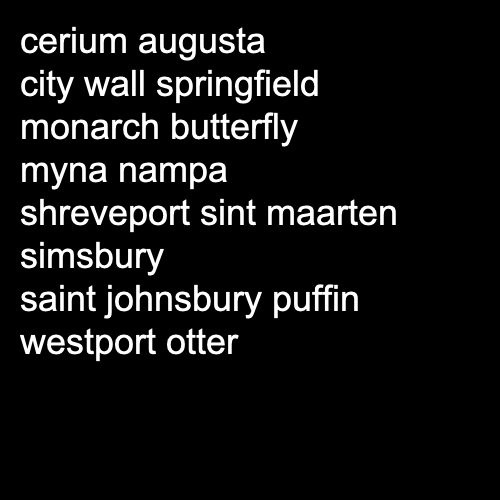 cerium augusta
city wall springfield
monarch butterfly
myna nampa
shreveport sint maarten
simsbury
saint johnsbury puffin
westport otter